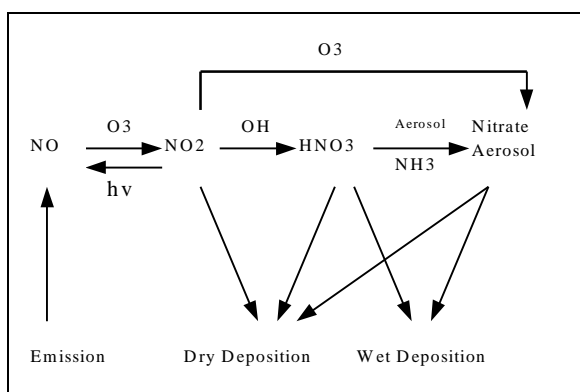 O3
O3
OH
Aerosol
Nitrate
NO
NO2
HNO3
Aerosol
hv
NH3
Emission
Dry Deposition
Wet Deposition